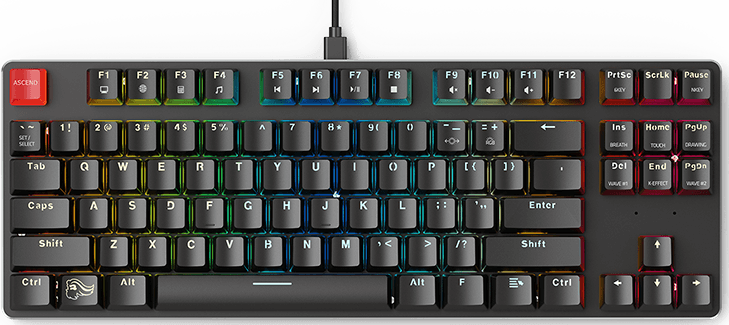 ASCEND F1 F2 F3 F4 F5 F6 F7 F8 F9 F10 F11 F12 PrtSc ScrLk Pause
6KEY NKEY
` ~ 1! 2@ 3# 4$ 5% ^ 7 8* 9( 0 - _ = + Ins Home PgUp
SET / SELECT BREATH TOUCH DRAWING
Tab Q W E R T Y U I O P [{ ]} Del End PgDn
WAVE #1 K-EFFECT WAVE #2
Caps A S D F G H J K L ;: '" Enter
Shift Z X C V B N M < > /? Shift
Ctrl Alt Alt F Ctrl